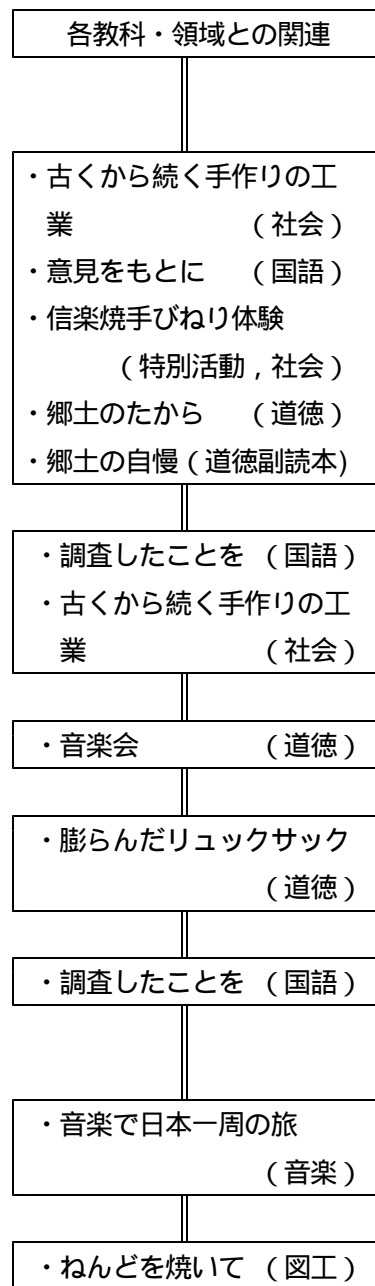 各教科・領域との関連
・古くから続く手作りの工
業 （社会）
・意見をもとに （国語）
・信楽焼手びねり体験
（特別活動，社会）
・郷土のたから （道徳）
・郷土の自慢（道徳副読本)
・調査したことを （国語）
・古くから続く手作りの工
業 （社会）
・音楽会 （道徳）
・膨らんだリュックサック
（道徳）
・調査したことを （国語）
・音楽で日本一周の旅
（音楽）
・ねんどを焼いて （図工）